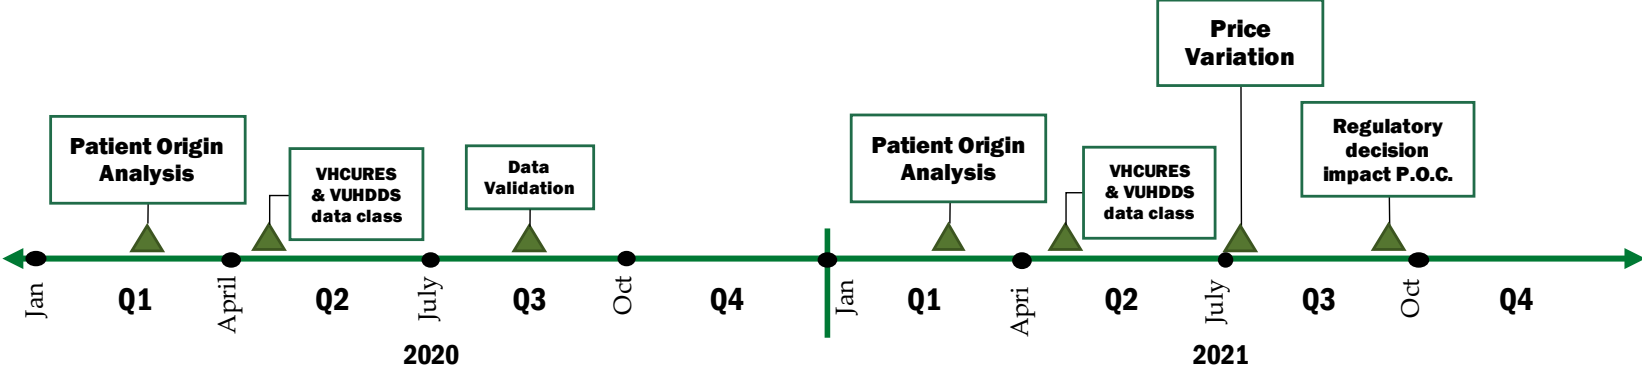 Price
Variation
Patient Origin
Analysis
VHCURES
& VUHDDS
data class
Data
Validation
Patient Origin
Analysis
VHCURES
& VUHDDS
data class
Regulatory
decision
impact P.O.C.
Jan
Q1
April
Q2
July
Q3
Oct
Q4
Jan
Q1
Apri
Q2
July
Q3
Oct
Q4
2020
2021